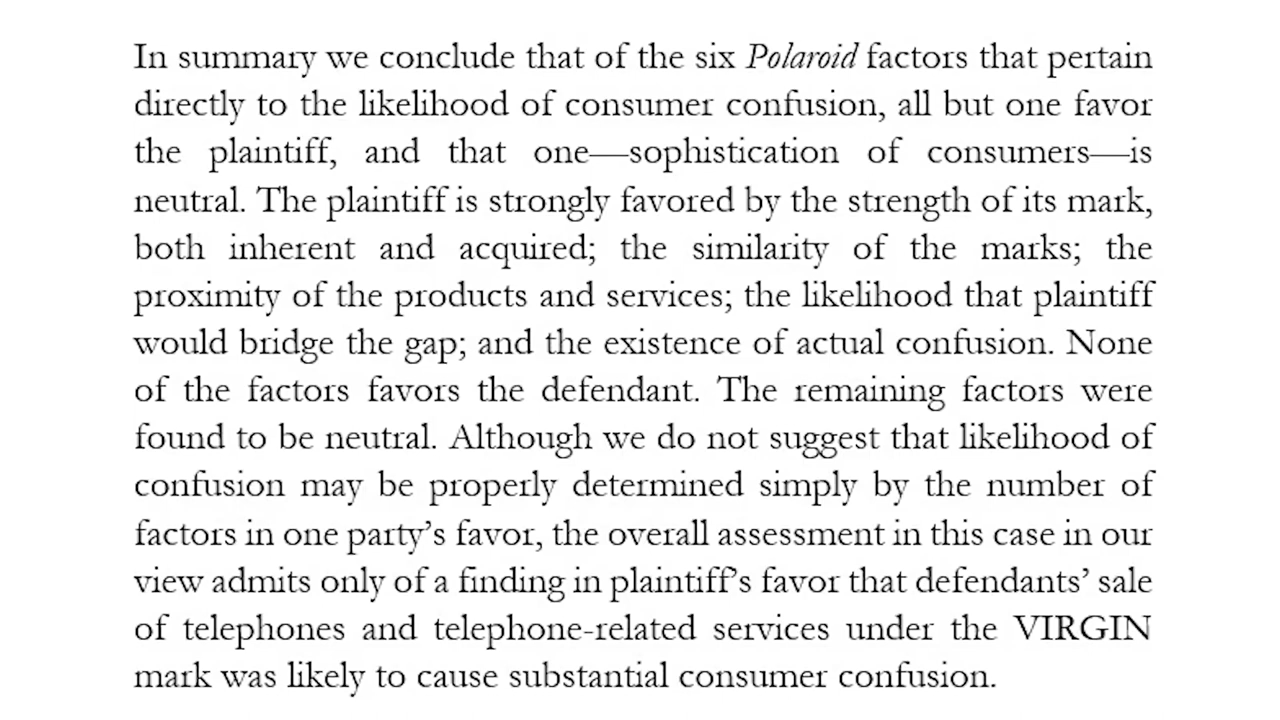 In summary we conclude that of the six Polaroid factors that pertain
directly to the likelihood of consumer confusion, all but one favor
the plaintiff, and that one—sophistication of consumers—is
neutral. The plaintiff is strongly favored by the strength of its mark,
both inherent and acquired; the similarity of the marks; the
proximity of the products and services; the likelihood that plaintiff
would bridge the gap; and the existence of actual confusion. None
of the factors favors the defendant. The remaining factors were
found to be neutral. Although we do not suggest that likelihood of
confusion may be properly determined simply by the number of
factors in one party’s favor, the overall assessment in this case in our
view admits only of a finding in plaintiff’s favor that defendants’ sale
of telephones and telephone-related services under the VIRGIN
mark was likely to cause substantial consumer confusion.